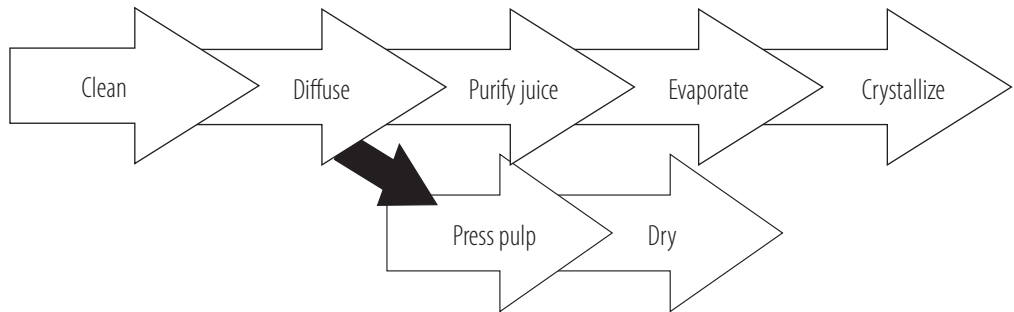 Clean
Diffuse
Purify juice
Evaporate
Crystallize
Press pulp
Dry